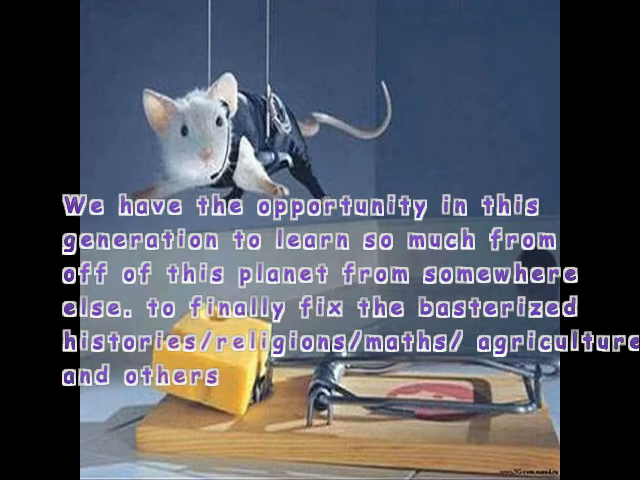 We have the opportunity in this
generation to learn so much from
off of this planet from somewhere
else. to finally fix the basterized
histories/religions/maths/ agriculture
and others